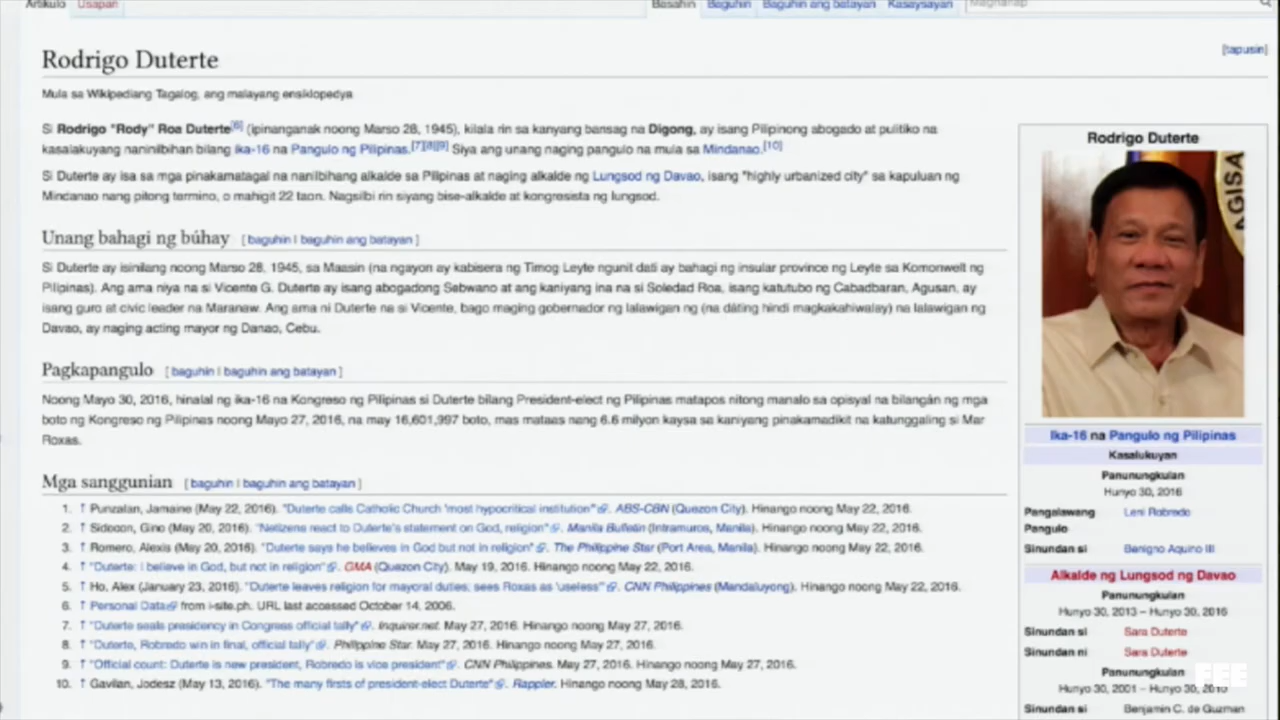 Artikulo Usapan Basahin Baguhin Baguhin ang batayan Kasaysayan Maghanap
Rodrigo Duterte
[tapusin]
Mula sa Wikipediang Tagalog, ang malayang ensiklopedya
Si Rodrigo "Rody" Roa Duterte[6] (ipinanganak noong Marso 28, 1945), kilala rin sa kanyang bansag na Digong, ay isang Pilipinong abogado at pulitiko na
kasalukuyang naninilbihan bilang ika-16 na Pangulo ng Pilipinas.[7][8][9] Siya ang unang naging pangulo na mula sa Mindanao.[10]
Si Duterte ay isa sa mga pinakamatagal na nanilbihang alkalde sa Pilipinas at naging alkalde ng Lungsod ng Davao, isang "highly urbanized city" sa kapuluan ng
Mindanao nang pitong termino, o mahigit 22 taon. Nagsilbi rin siyang bise-alkalde at kongresista ng lungsod.
Unang bahagi ng búhay [ baguhin | baguhin ang batayan ]
Si Duterte ay isinilang noong Marso 28, 1945, sa Maasin (na ngayon ay kabisera ng Timog Leyte ngunit dati ay bahagi ng insular province ng Leyte sa Komonwelt ng
Pilipinas). Ang ama niya na si Vicente G. Duterte ay isang abogadong Sebwano at ang kaniyang ina na si Soledad Roa, isang katutubo ng Cabadbaran, Agusan, ay
isang guro at civic leader na Maranaw. Ang ama ni Duterte na si Vicente, bago maging gobernador ng lalawigan ng (na dáting hindi magkakahiwalay) na lalawigan ng
Davao, ay naging acting mayor ng Danao, Cebu.
Pagkapangulo [ baguhin | baguhin ang batayan ]
Noong Mayo 30, 2016, hinalal ng ika-16 na Kongreso ng Pilipinas si Duterte bilang President-elect ng Pilipinas matapos nitong manalo sa opisyal na bilangán ng mga
boto ng Kongreso ng Pilipinas noong Mayo 27, 2016, na may 16,601,997 boto, mas mataas nang 6.6 milyon kaysa sa kaniyang pinakamadikit na katunggaling si Mar
Roxas.
Mga sanggunian [ baguhin | baguhin ang batayan ]
1. ↑ Punzalan, Jamaine (May 22, 2016). "Duterte calls Catholic Church 'most hypocritical institution'". ABS-CBN (Quezon City). Hinango noong May 22, 2016.
2. ↑ Sidocon, Gino (May 20, 2016). "Netizens react to Duterte's statement on God, religion". Manila Bulletin (Intramuros, Manila). Hinango noong May 22, 2016.
3. ↑ Romero, Alexis (May 20, 2016). "Duterte says he believes in God but not in religion". The Philippine Star (Port Area, Manila). Hinango noong May 22, 2016.
4. ↑ "Duterte: I believe in God, but not in religion". GMA (Quezon City). May 19, 2016. Hinango noong May 22, 2016.
5. ↑ Ho, Alex (January 23, 2016). "Duterte leaves religion for mayoral duties; sees Roxas as 'useless'". CNN Philippines (Mandaluyong). Hinango noong May 22, 2016.
6. ↑ Personal Data from i-site.ph. URL last accessed October 14, 2006.
7. ↑ "Duterte seals presidency in Congress official tally". Inquirer.net. May 27, 2016. Hinango noong May 27, 2016.
8. ↑ "Duterte, Robredo win in final, official tally". Philippine Star. May 27, 2016. Hinango noong May 27, 2016.
9. ↑ "Official count: Duterte is new president, Robredo is vice president". CNN Philippines. May 27, 2016. Hinango noong May 27, 2016.
10. ↑ Gavilan, Jodesz (May 13, 2016). "The many firsts of president-elect Duterte". Rappler. Hinango noong May 28, 2016.
Rodrigo Duterte
AGISA
Ika-16 na Pangulo ng Pilipinas
Kasalukuyan
Panunungkulan
Hunyo 30, 2016
Pangalawang Leni Robredo
Pangulo
Sinundan si Benigno Aquino III
Alkalde ng Lungsod ng Davao
Panunungkulan
Hunyo 30, 2013 – Hunyo 30, 2016
Sinundan si Sara Duterte
Sinundan ni Sara Duterte
Panunungkulan
Hunyo 30, 2001 – Hunyo 30, 2010
Sinundan si Benjamin C. de Guzman
FEE